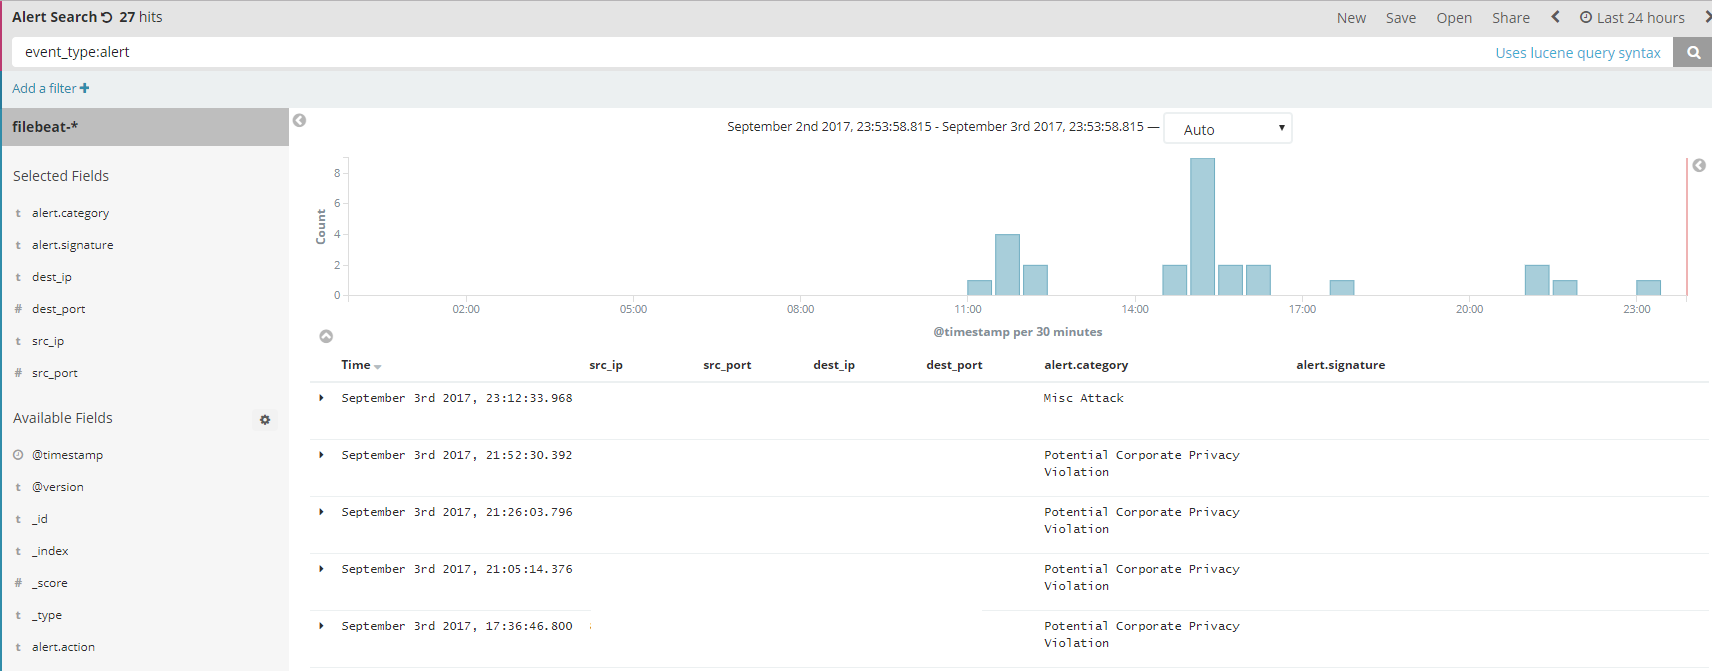 Alert Search 27 hits
New Save Open Share Last 24 hours
event_type:alert
Uses lucene query syntax
Add a filter
filebeat-*
Selected Fields
t alert.category
t alert.signature
t dest_ip
# dest_port
t src_ip
# src_port
Available Fields
@timestamp
t @version
t _id
t _index
# _score
t _type
t alert.action
September 2nd 2017, 23:53:58.815 - September 3rd 2017, 23:53:58.815 — Auto
Count
8
6
4
2
0
02:00 05:00 08:00 11:00 14:00 17:00 20:00 23:00
@timestamp per 30 minutes
Time src_ip src_port dest_ip dest_port alert.category alert.signature
September 3rd 2017, 23:12:33.968 Misc Attack
September 3rd 2017, 21:52:30.392 Potential Corporate Privacy
Violation
September 3rd 2017, 21:26:03.796 Potential Corporate Privacy
Violation
September 3rd 2017, 21:05:14.376 Potential Corporate Privacy
Violation
September 3rd 2017, 17:36:46.800 Potential Corporate Privacy
Violation